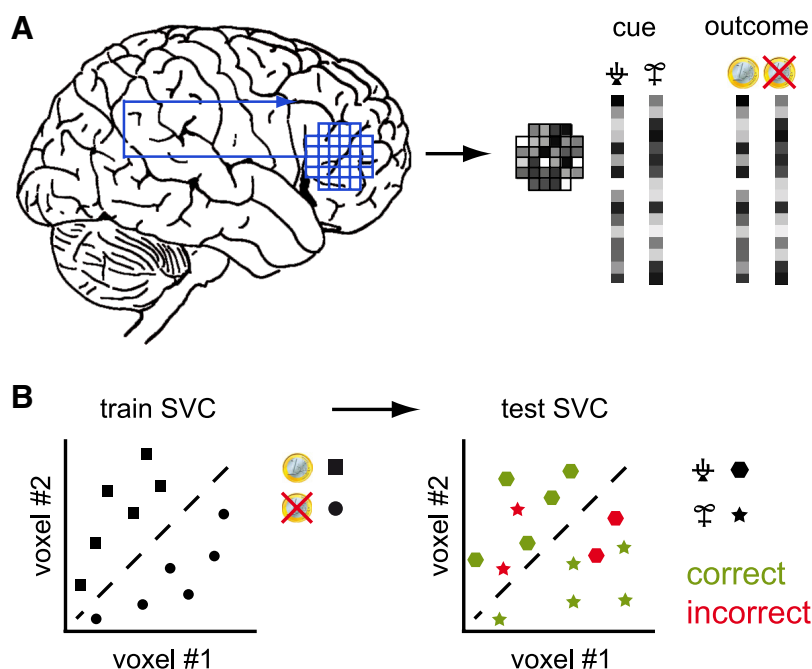 A
cue
outcome
B
train SVC
test SVC
voxel #2
voxel #1
voxel #2
voxel #1
correct
incorrect